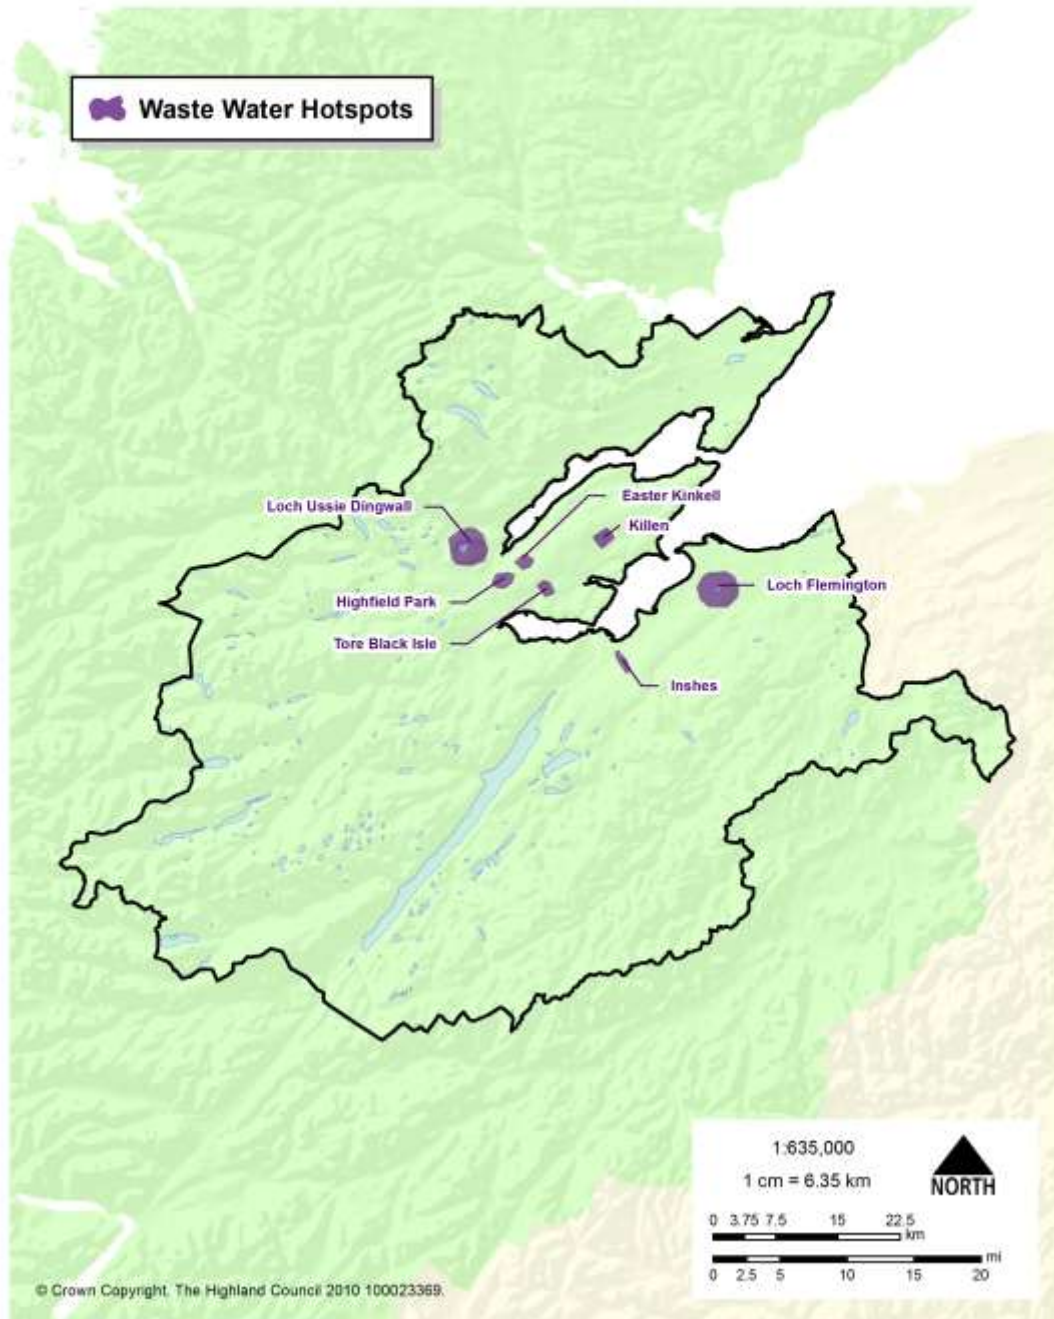 Waste Water Hotspots
Easter Kinkell
Loch Ussie Dingwall
Killen
Loch Flemington
Highfield Park
Tore Black Isle
Inshes
1:635,000
1 cm = 6.35 km
NORTH
0 3.75 7.5 15 22.5
km
mi
0 2.5 5 10 15 20
© Crown Copyright. The Highland Council 2010 100023369.